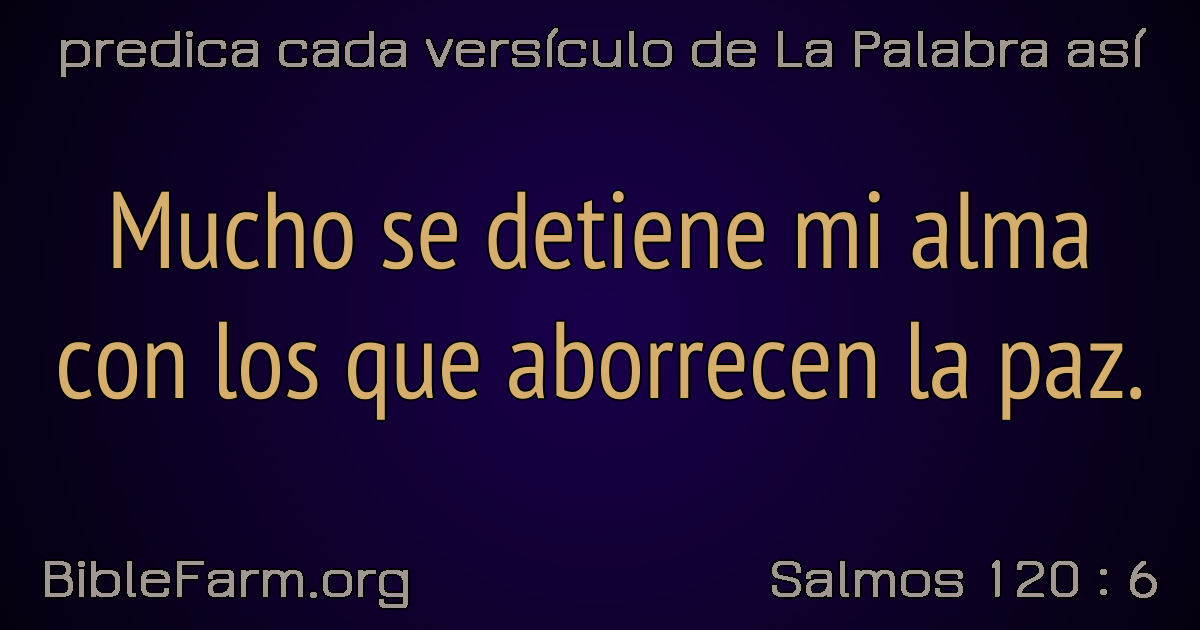 predica cada versículo de La Palabra así
Mucho se detiene mi alma
con los que aborrecen la paz.
BibleFarm.org
Salmos 120 : 6